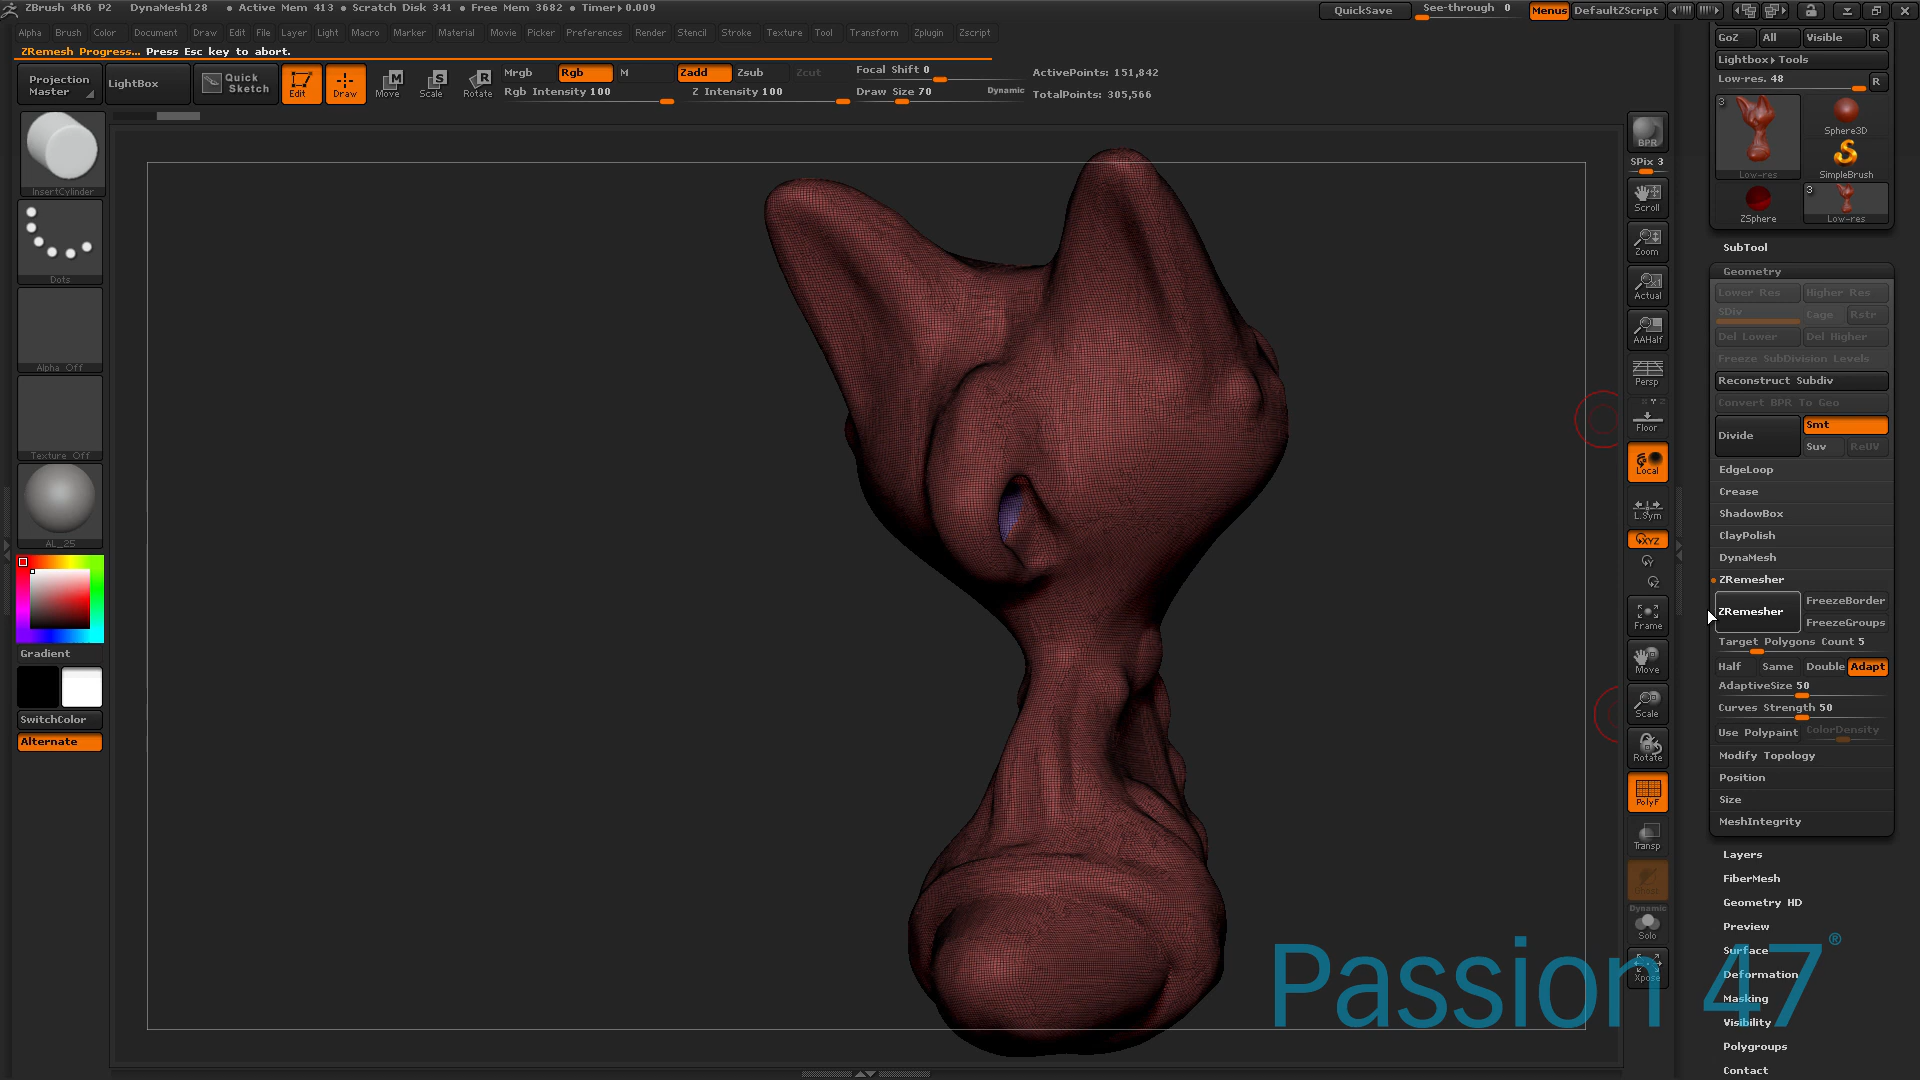 ZBrush 4R6 P2 DynaMesh128 • Active Mem 413 • Scratch Disk 341 • Free Mem 3682 • Timer▸0.009 QuickSave See-through 0 Menus DefaultZScript
Alpha Brush Color Document Draw Edit File Layer Light Macro Marker Material Movie Picker Preferences Render Stencil Stroke Texture Tool Transform Zplugin Zscript
ZRemesh Progress... Press Esc key to abort.
Projection Master
LightBox
Quick Sketch
Edit
Draw
Move
Scale
Rotate
Mrgb Rgb M
Rgb Intensity 100
Zadd Zsub Zcut
Z Intensity 100
Focal Shift 0
Draw Size 70 Dynamic
ActivePoints: 151,842
TotalPoints: 305,566
InsertCylinder
Dots
Alpha Off
Texture Off
AL_25
Gradient
SwitchColor
Alternate
BPR
SPix 3
Scroll
Zoom
Actual
AAHalf
Persp
Floor
Local
L.Sym
XYZ
Y
Z
Frame
Move
Scale
Rotate
PolyF
Transp
Ghost
Dynamic
Solo
Xpose
GoZ All Visible R
Lightbox▸Tools
Low-res. 48 R
3
Low-res
Sphere3D
SimpleBrush
ZSphere
3
Low-res
SubTool
Geometry
Lower Res Higher Res
SDiv Cage Rstr
Del Lower Del Higher
Freeze SubDivision Levels
Reconstruct Subdiv
Convert BPR To Geo
Divide Smt
Suv ReUV
EdgeLoop
Crease
ShadowBox
ClayPolish
DynaMesh
ZRemesher
ZRemesher FreezeBorder
FreezeGroups
Target Polygons Count 5
Half Same Double Adapt
AdaptiveSize 50
Curves Strength 50
Use Polypaint ColorDensity
Modify Topology
Position
Size
MeshIntegrity
Layers
FiberMesh
Geometry HD
Preview
Surface
Deformation
Masking
Visibility
Polygroups
Contact
Passion 47®